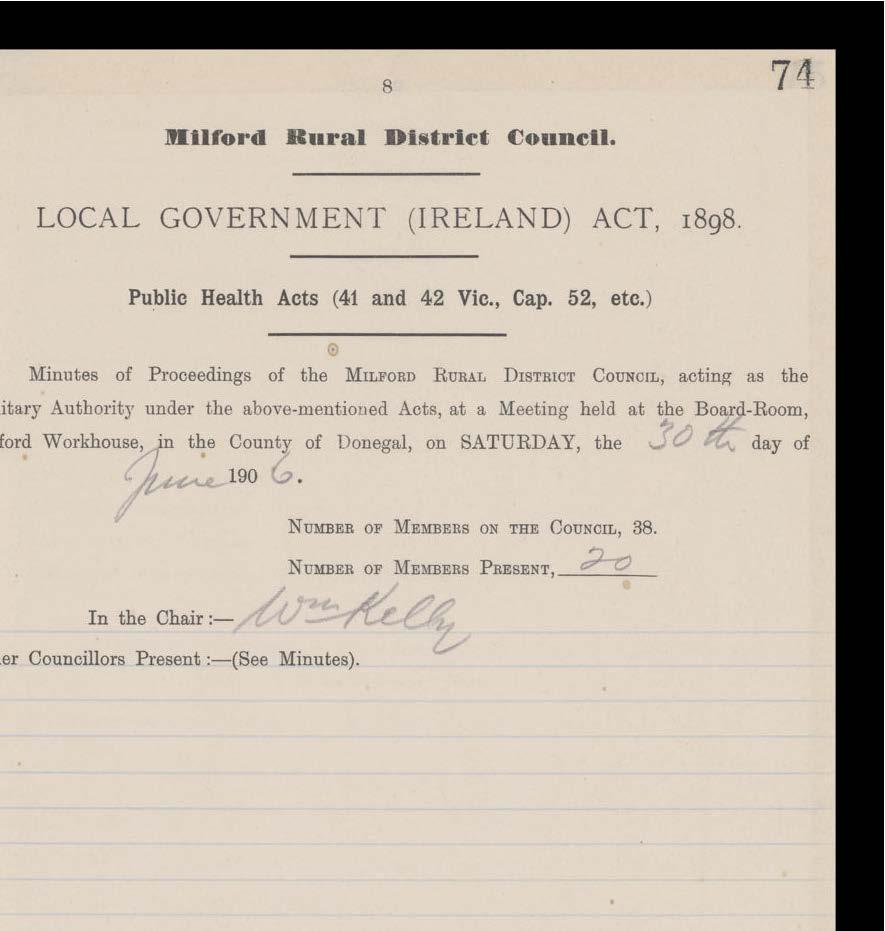 8
74
Milford Rural District Council.
LOCAL GOVERNMENT (IRELAND) ACT, 1898.
Public Health Acts (41 and 42 Vic., Cap. 52, etc.)
Minutes of Proceedings of the MILFORD RURAL DISTRICT COUNCIL, acting as the
itary Authority under the above-mentioned Acts, at a Meeting held at the Board-Room,
ford Workhouse, in the County of Donegal, on SATURDAY, the 30th day of
June 1906.
NUMBER OF MEMBERS ON THE COUNCIL, 38.
NUMBER OF MEMBERS PRESENT, 20
In the Chair :— Wm Kelly
er Councillors Present :—(See Minutes).